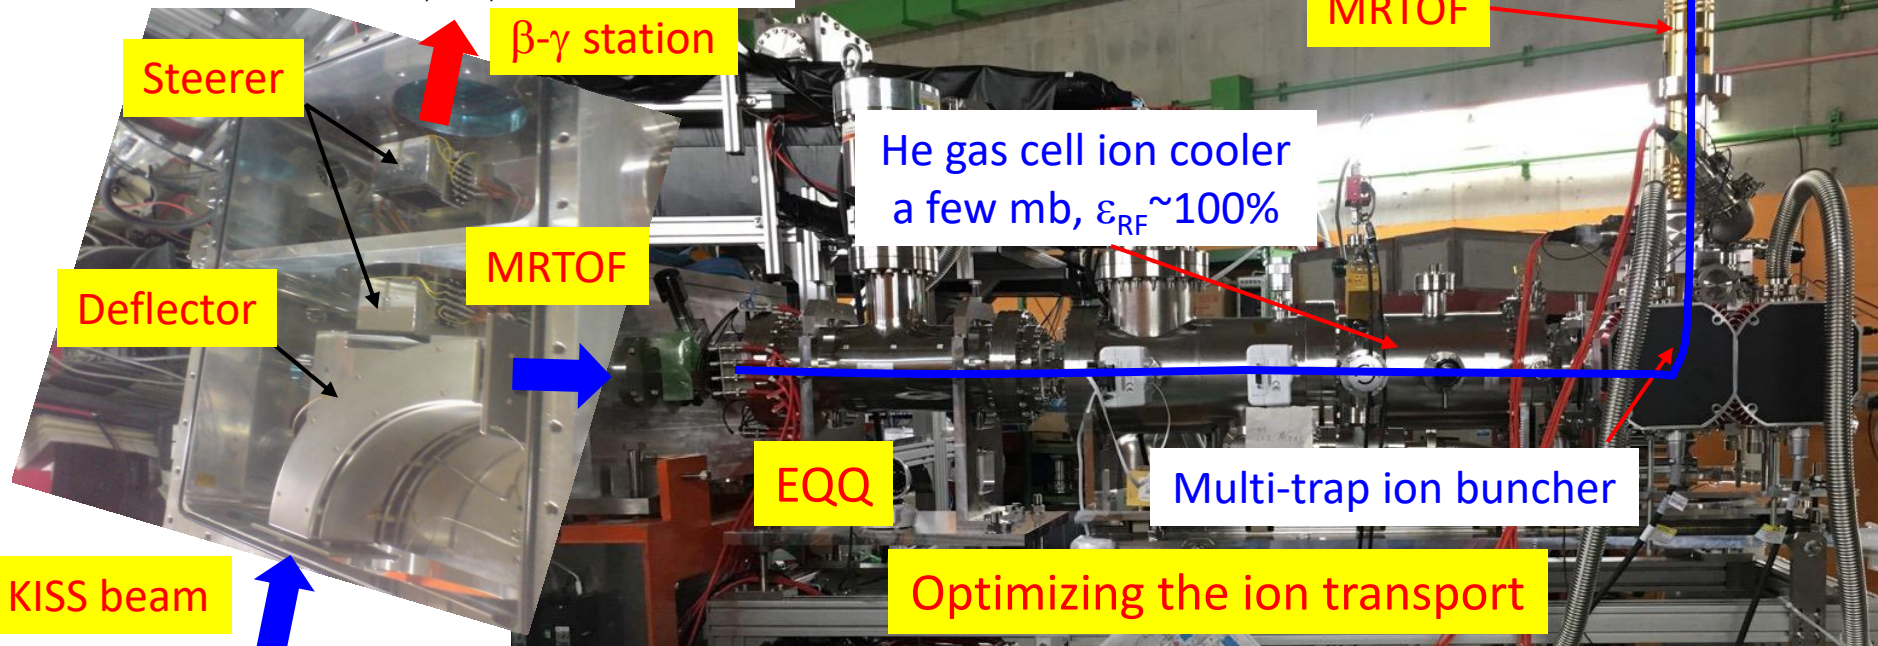 β-γ station
MRTOF
Steerer
He gas cell ion cooler
a few mb, εRF~100%
MRTOF
Deflector
EQQ
Multi-trap ion buncher
KISS beam
Optimizing the ion transport